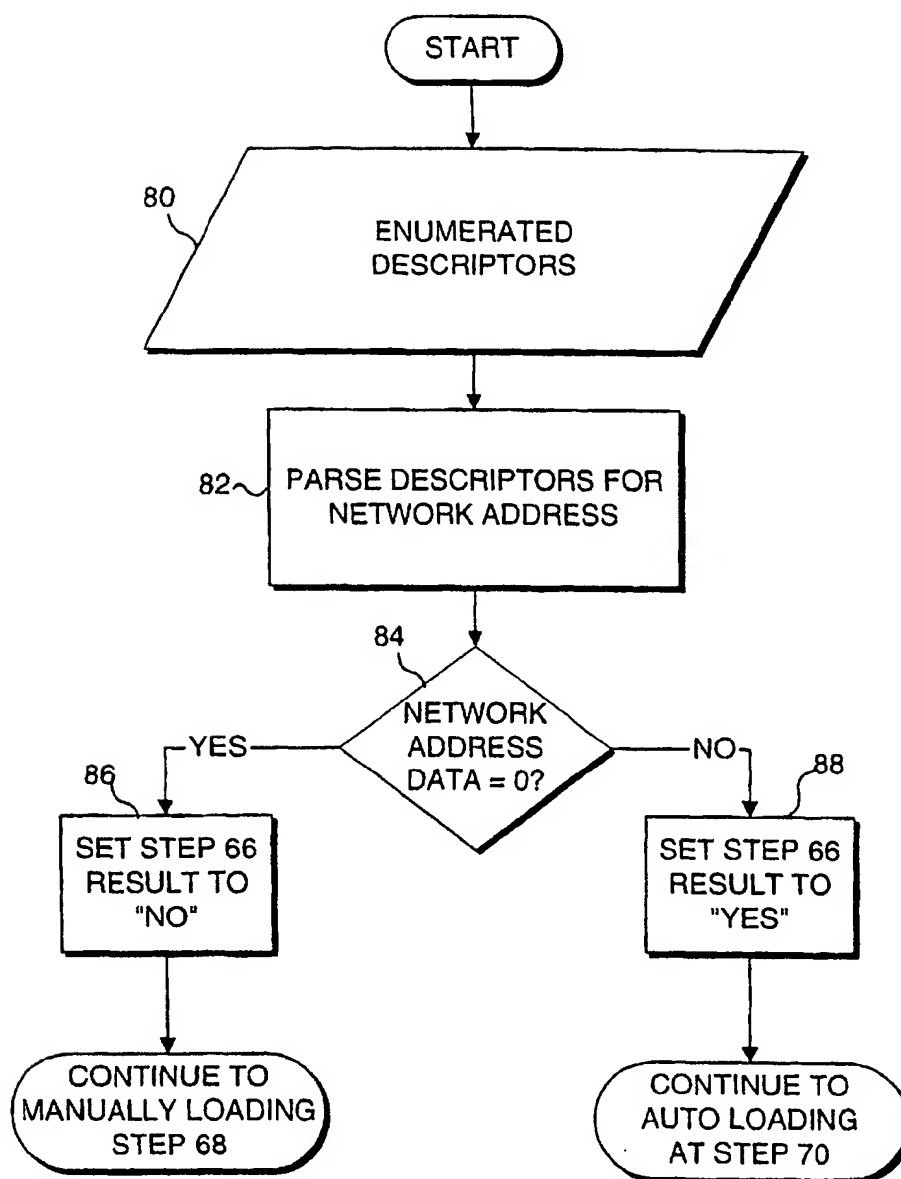 START
80
ENUMERATED
DESCRIPTORS
82
PARSE DESCRIPTORS FOR
NETWORK ADDRESS
84
NETWORK
ADDRESS
DATA = 0?
YES
NO
86
SET STEP 66
RESULT TO
"NO"
88
SET STEP 66
RESULT TO
"YES"
CONTINUE TO
MANUALLY LOADING
STEP 68
CONTINUE TO
AUTO LOADING
AT STEP 70